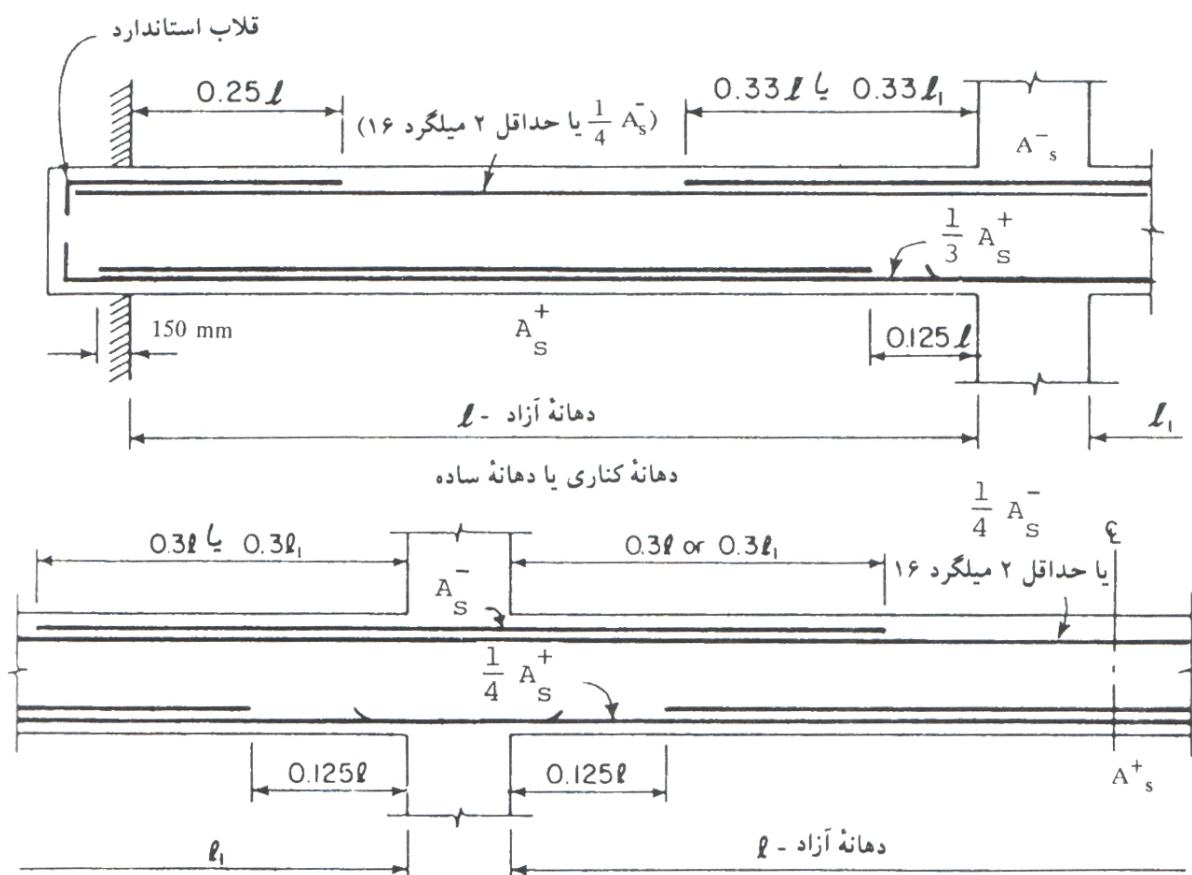 قلاب استاندارد
0.25ℓ
0.33ℓ یا 0.33ℓ₁
(¼ A⁻s یا حداقل ۲ میلگرد ۱۶)
A⁻s
1/3 A⁺s
150 mm
A⁺s
0.125ℓ
دهانهٔ آزاد - ℓ
ℓ₁
دهانهٔ کناری یا دهانهٔ ساده
1/4 A⁻s
یا حداقل ۲ میلگرد ۱۶
℄
0.3ℓ یا 0.3ℓ₁
0.3ℓ or 0.3ℓ₁
A⁻s
1/4 A⁺s
0.125ℓ
0.125ℓ
A⁺s
ℓ₁
دهانهٔ آزاد - ℓ